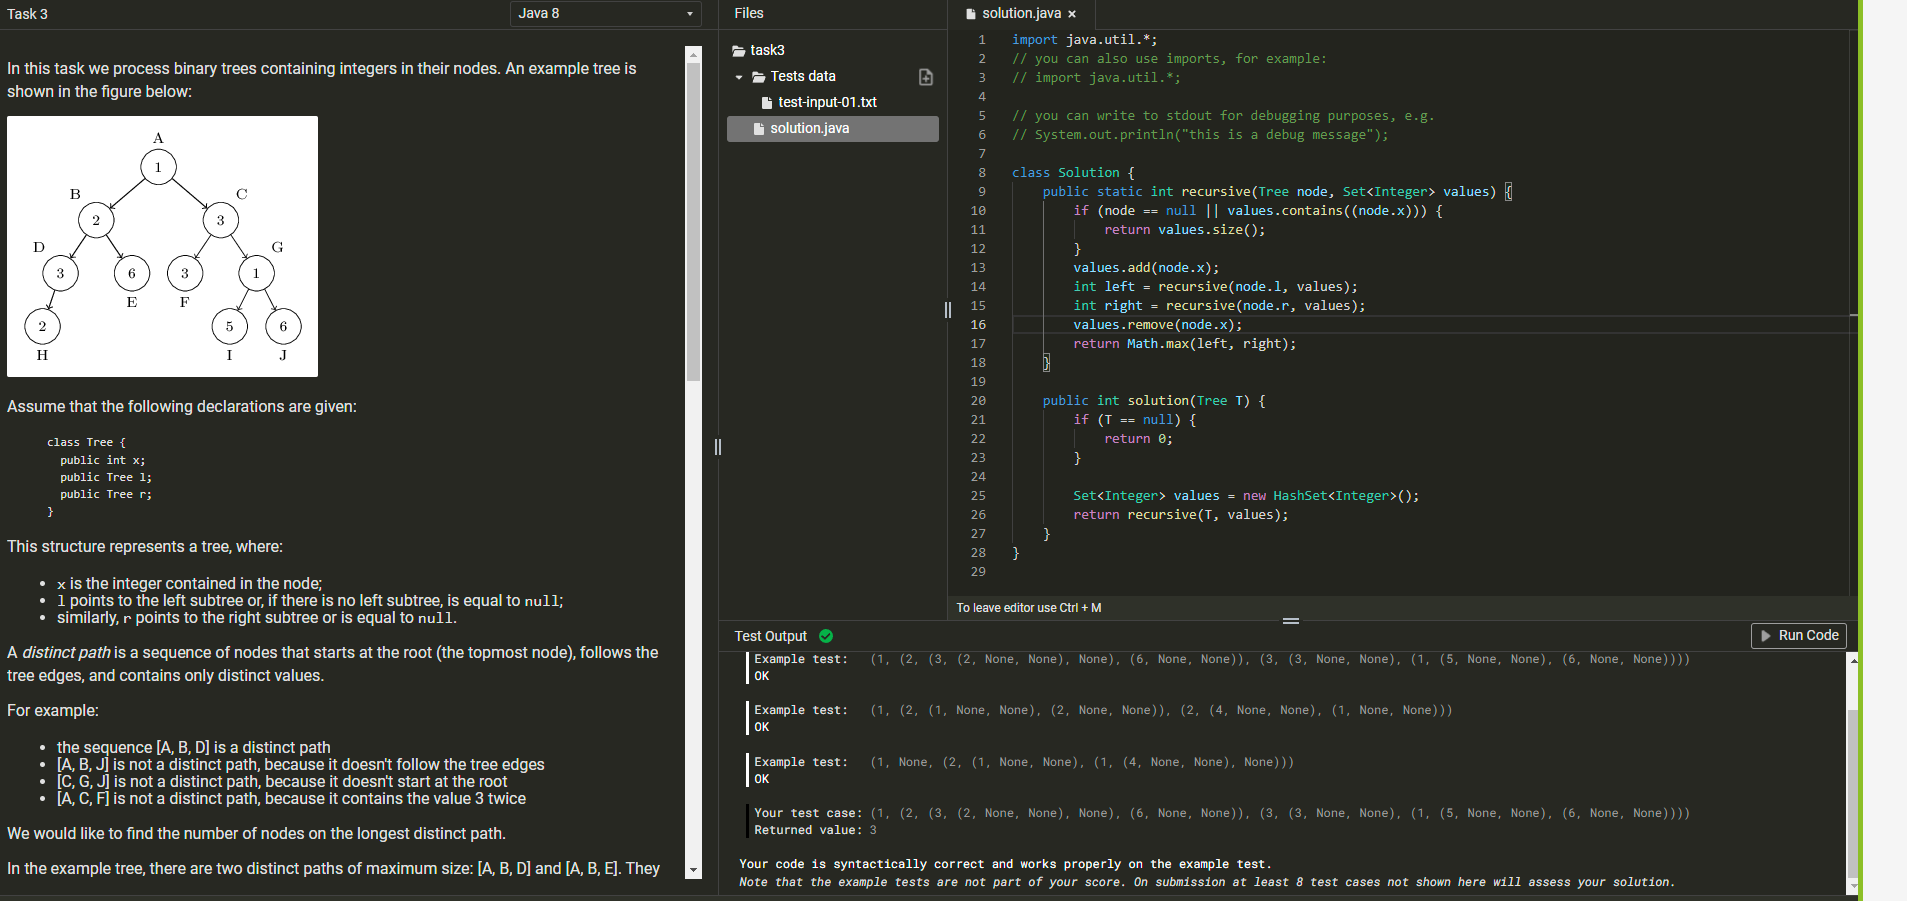 Task 3
Java 8
In this task we process binary trees containing integers in their nodes. An example tree is
shown in the figure below:
A
1
B
C
2
3
D
G
3
6
3
1
E
F
2
5
6
H
I
J
Assume that the following declarations are given:
class Tree {
public int x;
public Tree l;
public Tree r;
}
This structure represents a tree, where:
• x is the integer contained in the node;
• l points to the left subtree or, if there is no left subtree, is equal to null;
• similarly, r points to the right subtree or is equal to null.
A distinct path is a sequence of nodes that starts at the root (the topmost node), follows the
tree edges, and contains only distinct values.
For example:
• the sequence [A, B, D] is a distinct path
• [A, B, J] is not a distinct path, because it doesn't follow the tree edges
• [C, G, J] is not a distinct path, because it doesn't start at the root
• [A, C, F] is not a distinct path, because it contains the value 3 twice
We would like to find the number of nodes on the longest distinct path.
In the example tree, there are two distinct paths of maximum size: [A, B, D] and [A, B, E]. They
Files
task3
Tests data
test-input-01.txt
solution.java
solution.java ×
1 import java.util.*;
2 // you can also use imports, for example:
3 // import java.util.*;
4
5 // you can write to stdout for debugging purposes, e.g.
6 // System.out.println("this is a debug message");
7
8 class Solution {
9 public static int recursive(Tree node, Set<Integer> values) {
10 if (node == null || values.contains((node.x))) {
11 return values.size();
12 }
13 values.add(node.x);
14 int left = recursive(node.l, values);
15 int right = recursive(node.r, values);
16 values.remove(node.x);
17 return Math.max(left, right);
18 }
19
20 public int solution(Tree T) {
21 if (T == null) {
22 return 0;
23 }
24
25 Set<Integer> values = new HashSet<Integer>();
26 return recursive(T, values);
27 }
28 }
29
To leave editor use Ctrl + M
Test Output
Run Code
Example test: (1, (2, (3, (2, None, None), None), (6, None, None)), (3, (3, None, None), (1, (5, None, None), (6, None, None))))
OK
Example test: (1, (2, (1, None, None), (2, None, None)), (2, (4, None, None), (1, None, None)))
OK
Example test: (1, None, (2, (1, None, None), (1, (4, None, None), None)))
OK
Your test case: (1, (2, (3, (2, None, None), None), (6, None, None)), (3, (3, None, None), (1, (5, None, None), (6, None, None))))
Returned value: 3
Your code is syntactically correct and works properly on the example test.
Note that the example tests are not part of your score. On submission at least 8 test cases not shown here will assess your solution.